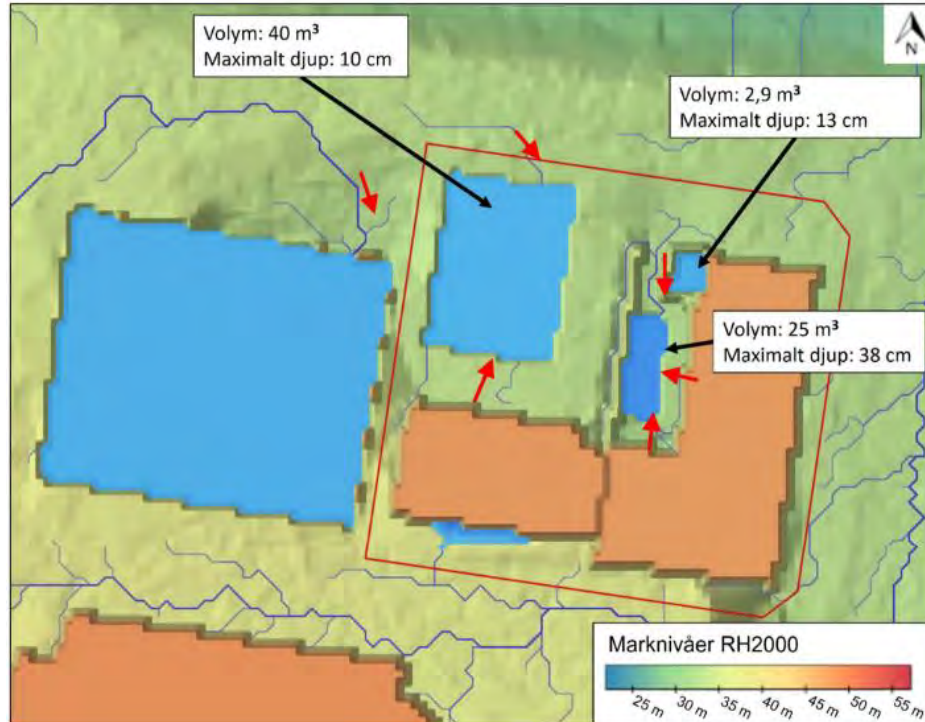 Volym: 40 m³
Maximalt djup: 10 cm
N
Volym: 2,9 m³
Maximalt djup: 13 cm
Volym: 25 m³
Maximalt djup: 38 cm
Marknivåer RH2000
25 m 30 m 35 m 40 m 45 m 50 m 55 m